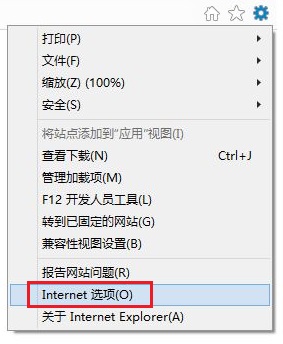 打印(P)
文件(F)
缩放(Z) (100%)
安全(S)
将站点添加到“应用”视图(I)
查看下载(N) Ctrl+J
管理加载项(M)
F12 开发人员工具(L)
转到已固定的网站(G)
兼容性视图设置(B)
报告网站问题(R)
Internet 选项(O)
关于 Internet Explorer(A)